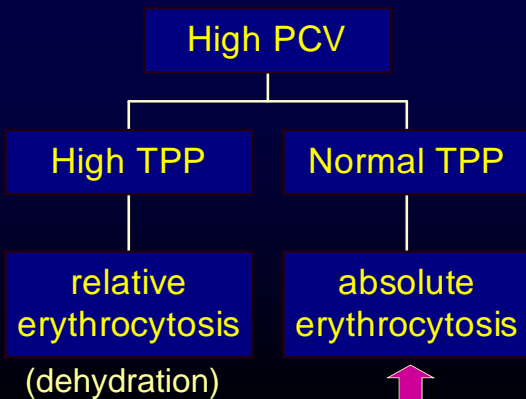 High PCV
High TPP
Normal TPP
relative
erythrocytosis
absolute
erythrocytosis
(dehydration)